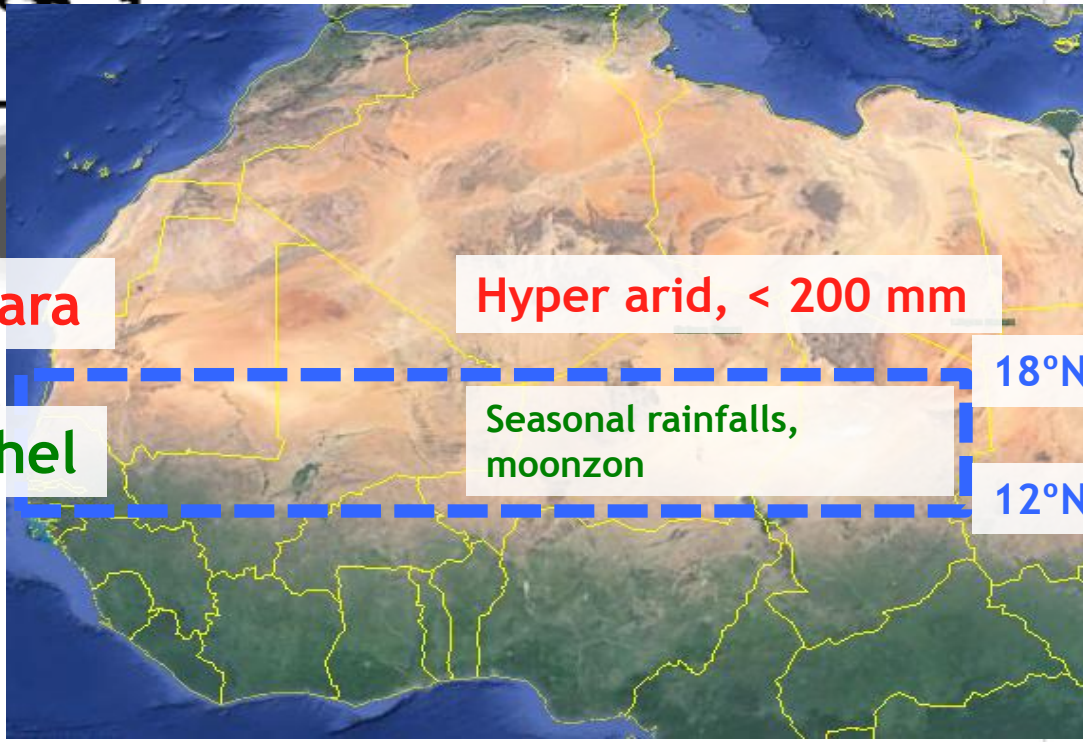 ara
Hyper arid, < 200 mm
18ºN
Seasonal rainfalls,
moonzon
hel
12ºN